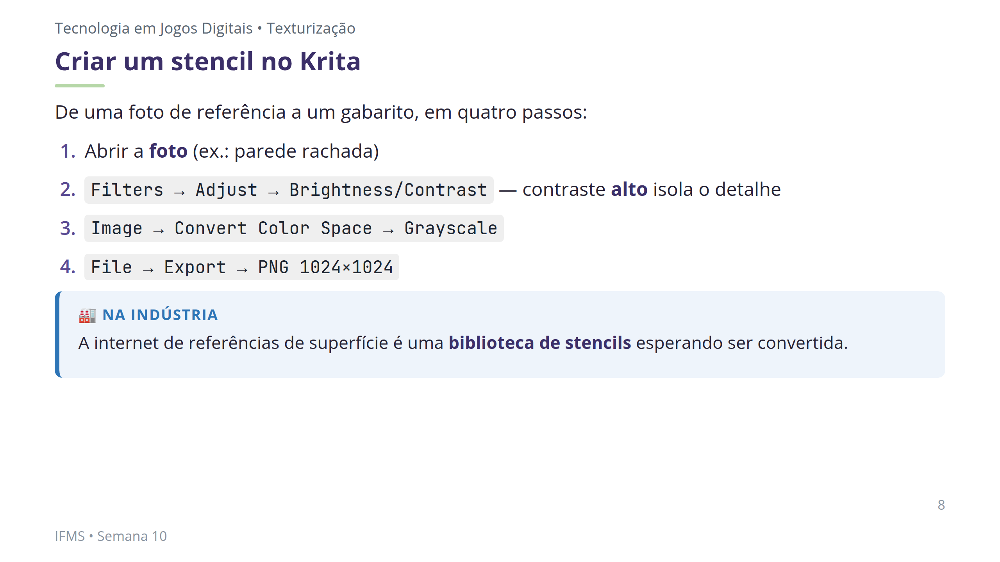 Tecnologia em Jogos Digitais • Texturização
Criar um stencil no Krita
De uma foto de referência a um gabarito, em quatro passos:
1. Abrir a foto (ex.: parede rachada)
2. Filters → Adjust → Brightness/Contrast — contraste alto isola o detalhe
3. Image → Convert Color Space → Grayscale
4. File → Export → PNG 1024×1024
🏭 NA INDÚSTRIA
A internet de referências de superfície é uma biblioteca de stencils esperando ser convertida.
8
IFMS • Semana 10